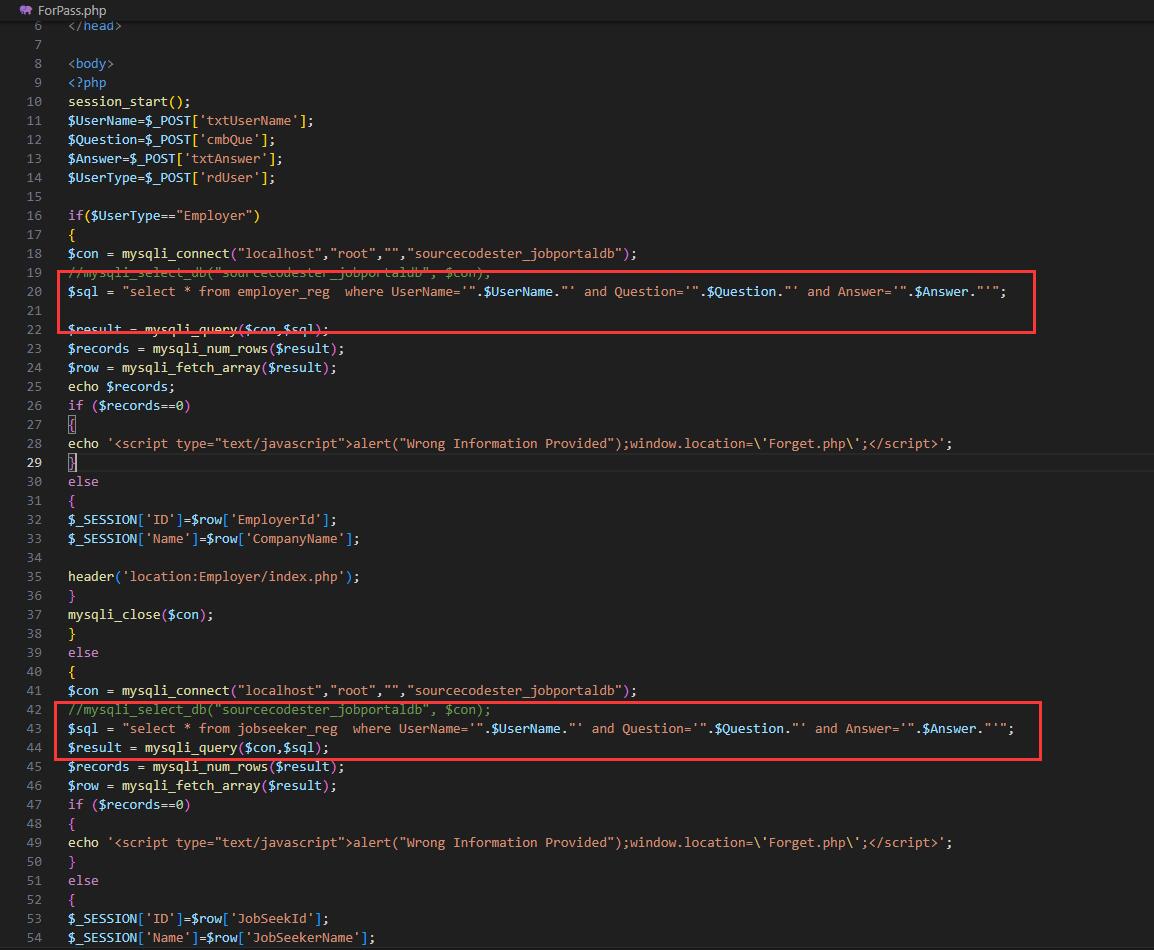 ForPass.php
6 </head>
7
8 <body>
9 <?php
10 session_start();
11 $UserName=$_POST['txtUserName'];
12 $Question=$_POST['cmbQue'];
13 $Answer=$_POST['txtAnswer'];
14 $UserType=$_POST['rdUser'];
15
16 if($UserType=="Employer")
17 {
18 $con = mysqli_connect("localhost","root","","sourcecodester_jobportaldb");
19 //mysqli_select_db("sourcecodester_jobportaldb", $con);
20 $sql = "select * from employer_reg  where UserName='".$UserName."' and Question='".$Question."' and Answer='".$Answer."'";
21
22 $result = mysqli_query($con,$sql);
23 $records = mysqli_num_rows($result);
24 $row = mysqli_fetch_array($result);
25 echo $records;
26 if ($records==0)
27 {
28 echo '<script type="text/javascript">alert("Wrong Information Provided");window.location=\'Forget.php\';</script>';
29 }
30 else
31 {
32 $_SESSION['ID']=$row['EmployerId'];
33 $_SESSION['Name']=$row['CompanyName'];
34
35 header('location:Employer/index.php');
36 }
37 mysqli_close($con);
38 }
39 else
40 {
41 $con = mysqli_connect("localhost","root","","sourcecodester_jobportaldb");
42 //mysqli_select_db("sourcecodester_jobportaldb", $con);
43 $sql = "select * from jobseeker_reg  where UserName='".$UserName."' and Question='".$Question."' and Answer='".$Answer."'";
44 $result = mysqli_query($con,$sql);
45 $records = mysqli_num_rows($result);
46 $row = mysqli_fetch_array($result);
47 if ($records==0)
48 {
49 echo '<script type="text/javascript">alert("Wrong Information Provided");window.location=\'Forget.php\';</script>';
50 }
51 else
52 {
53 $_SESSION['ID']=$row['JobSeekId'];
54 $_SESSION['Name']=$row['JobSeekerName'];